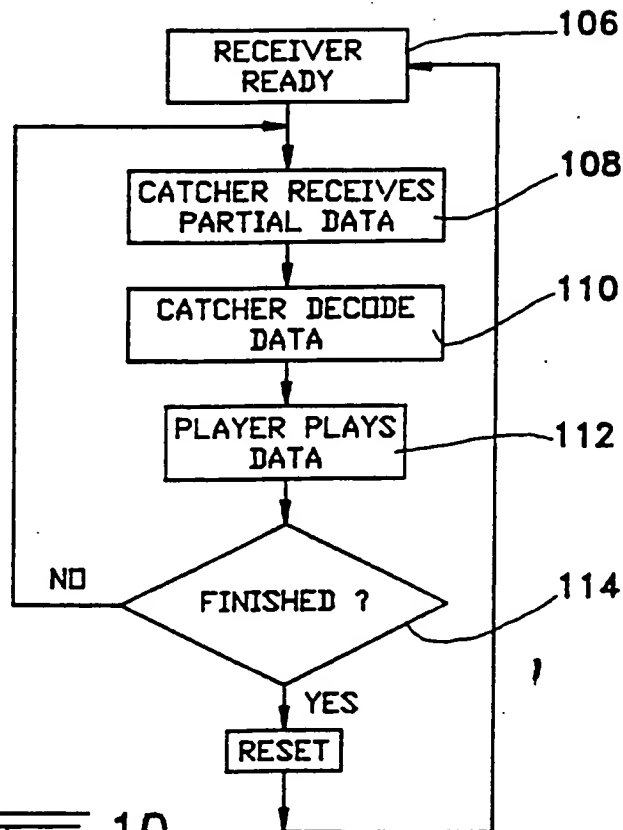 RECEIVER
READY
106
CATCHER RECEIVES
PARTIAL DATA
108
CATCHER DECODE
DATA
110
PLAYER PLAYS
DATA
112
FINISHED ?
114
NO
YES
RESET
10